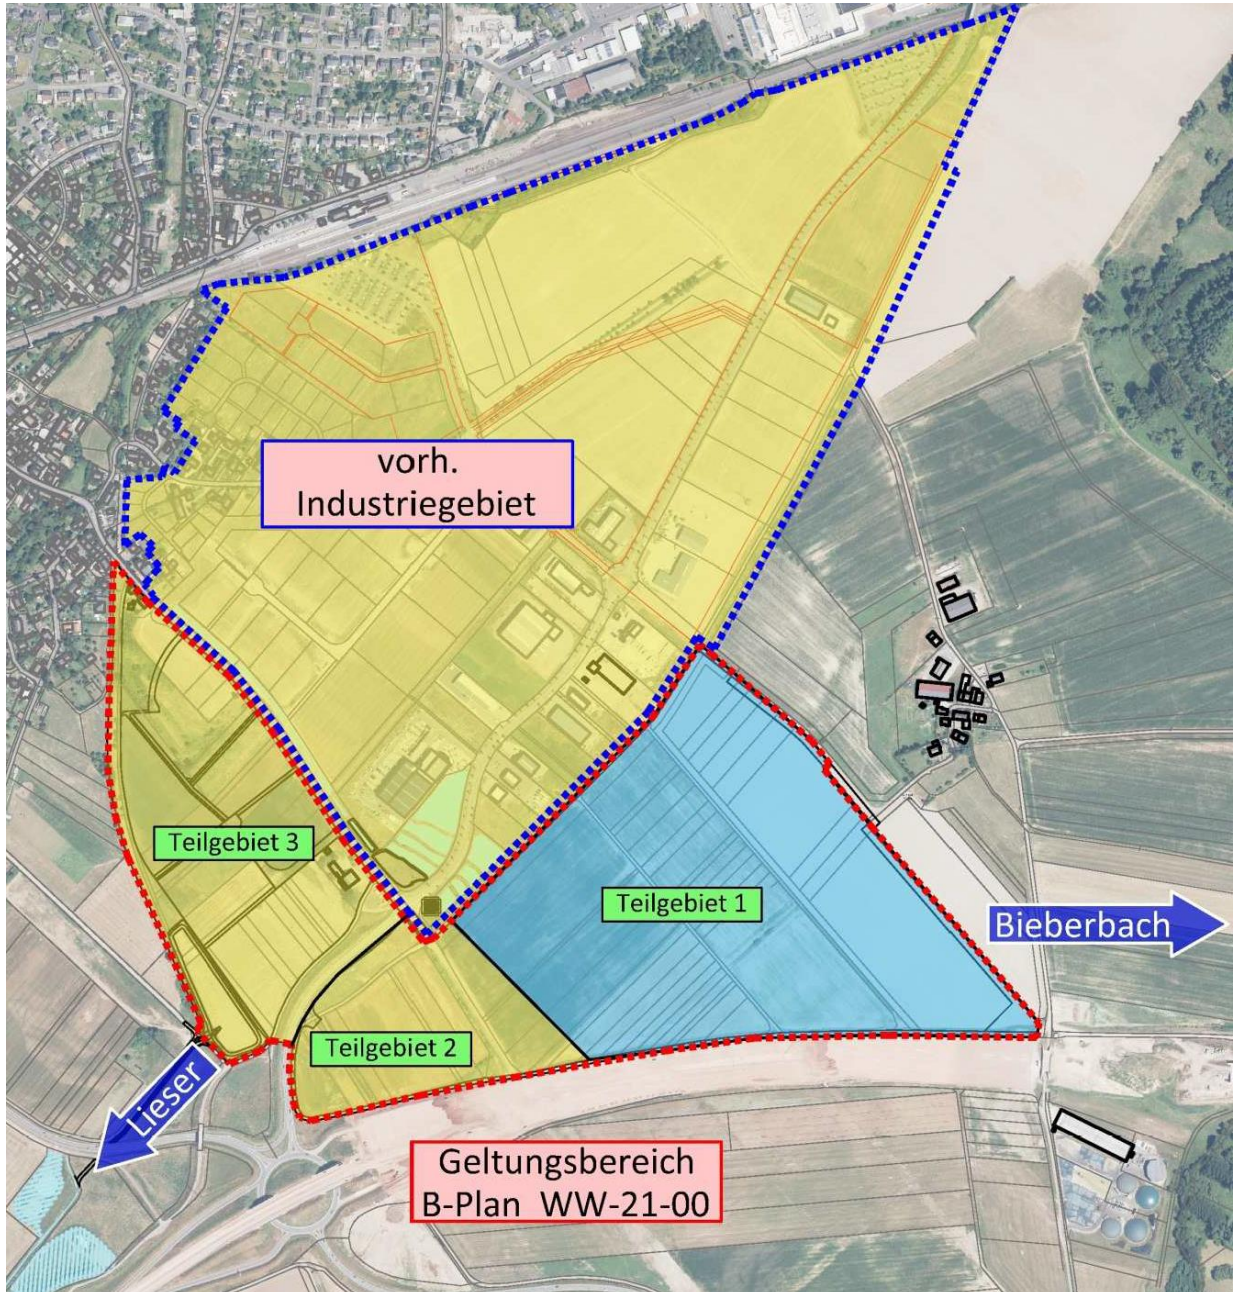 vorh.
Industriegebiet
Teilgebiet 3
Teilgebiet 1
Bieberbach
Teilgebiet 2
Lieser
Geltungsbereich
B-Plan WW-21-00